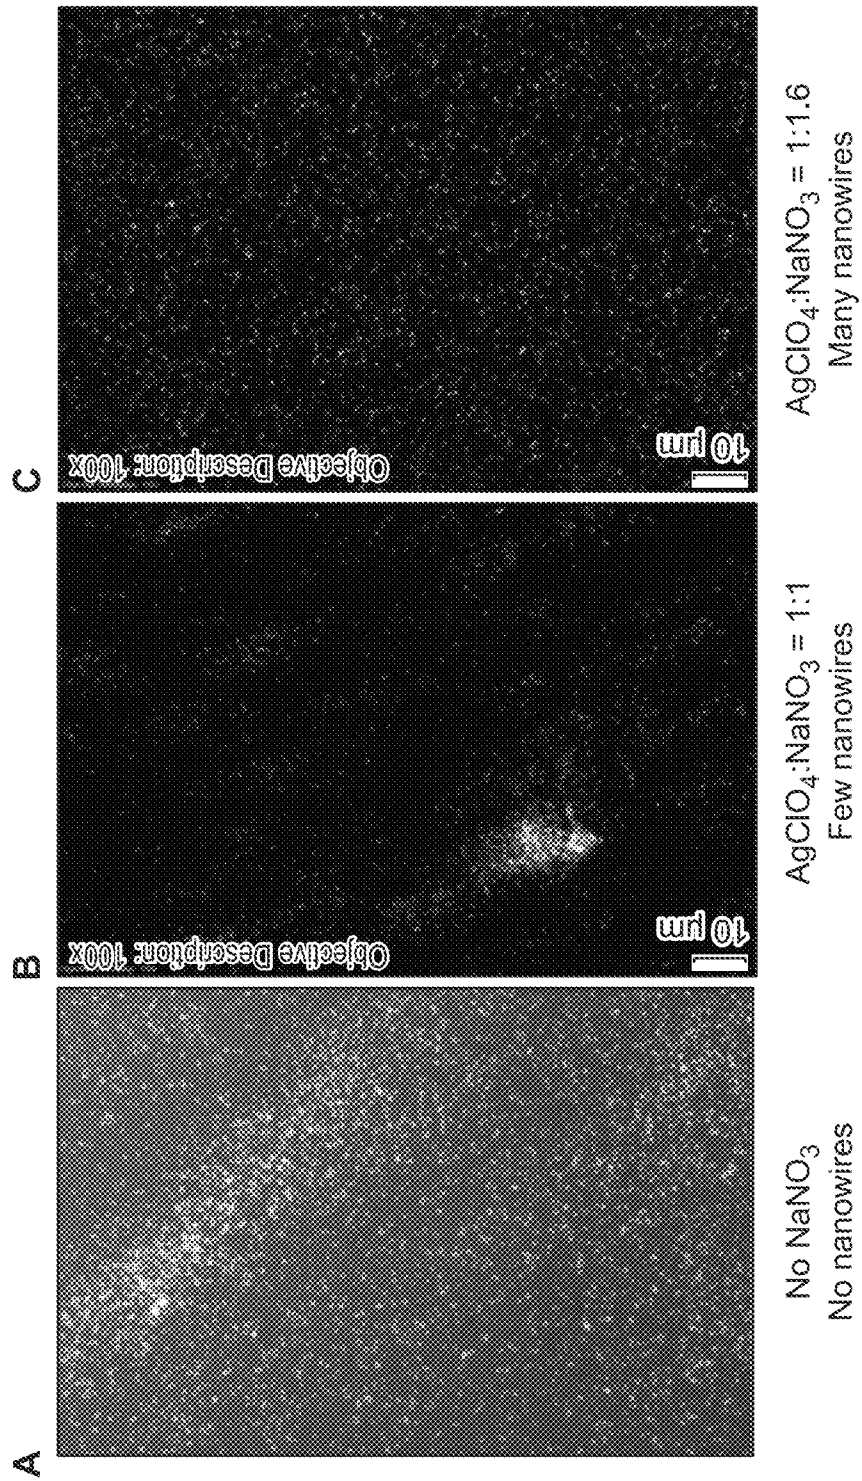 A
No NaNO3
No nanowires
B
Objective Description: 100x
10 µm
AgClO4:NaNO3 = 1:1
Few nanowires
C
Objective Description: 100x
10 µm
AgClO4:NaNO3 = 1:1.6
Many nanowires